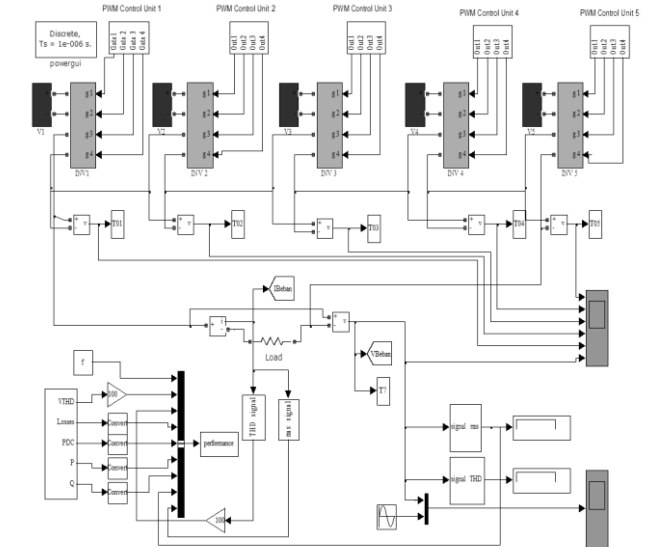 PWM Control Unit 1
PWM Control Unit 2
PWM Control Unit 3
PWM Control Unit 4
PWM Control Unit 5
Discrete,
Ts = 1e-006 s.
powergui
Gate 1
Gate 2
Gate 3
Gate 4
Out1
Out2
Out3
Out4
Out1
Out2
Out3
Out4
Out1
Out2
Out3
Out4
Out1
Out2
Out3
Out4
V1
V2
V3
V4
V5
INV1
INV 2
INV 3
INV 4
INV 5
T01
T02
T03
T04
T05
IBeban
Load
VBeban
T7
f
VTHD
100
Losses
Convert
PDC
Convert
P
Convert
Q
Convert
performance
THD signal
rms signal
100
signal rms
signal THD